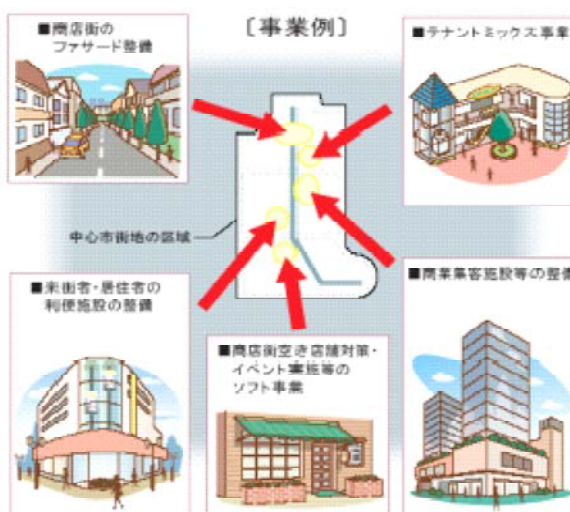 〔事業例〕
■商店街の
ファサード整備
■テナントミックス事業
中心市街地の区域
■来街者・居住者の
利便施設の整備
■商店街空き店舗対策・
イベント実施等の
ソフト事業
■商業集客施設等の整備